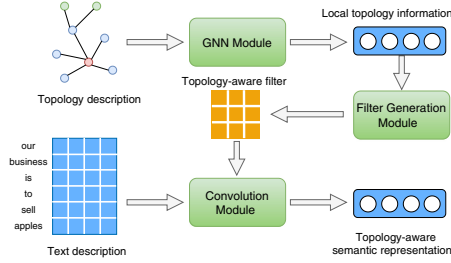 Local topology information
GNN Module
Topology description
Topology-aware filter
Filter Generation
Module
our
business
is
to
sell
apples
Convolution
Module
Text description
Topology-aware
semantic representation